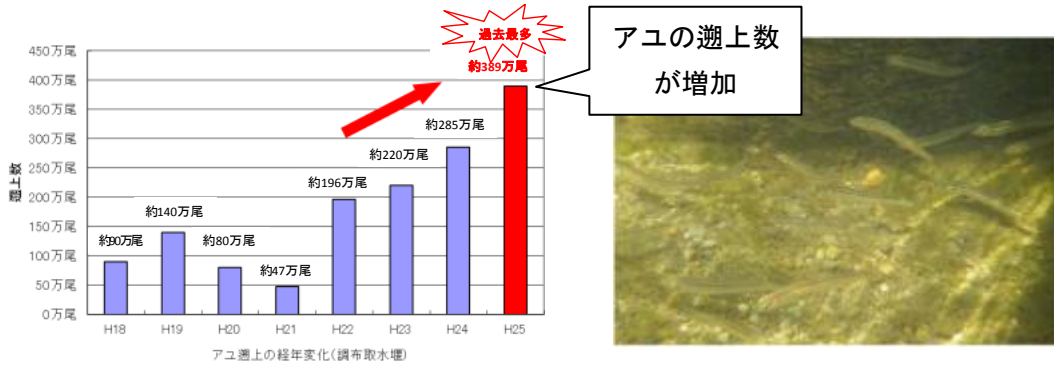 過去最多
約389万尾
アユの遡上数
が増加
450万尾
400万尾
350万尾
300万尾
250万尾
200万尾
150万尾
100万尾
50万尾
0万尾
遡上数
約90万尾
約140万尾
約80万尾
約47万尾
約196万尾
約220万尾
約285万尾
H18 H19 H20 H21 H22 H23 H24 H25
アユ遡上の経年変化(調布取水堰)